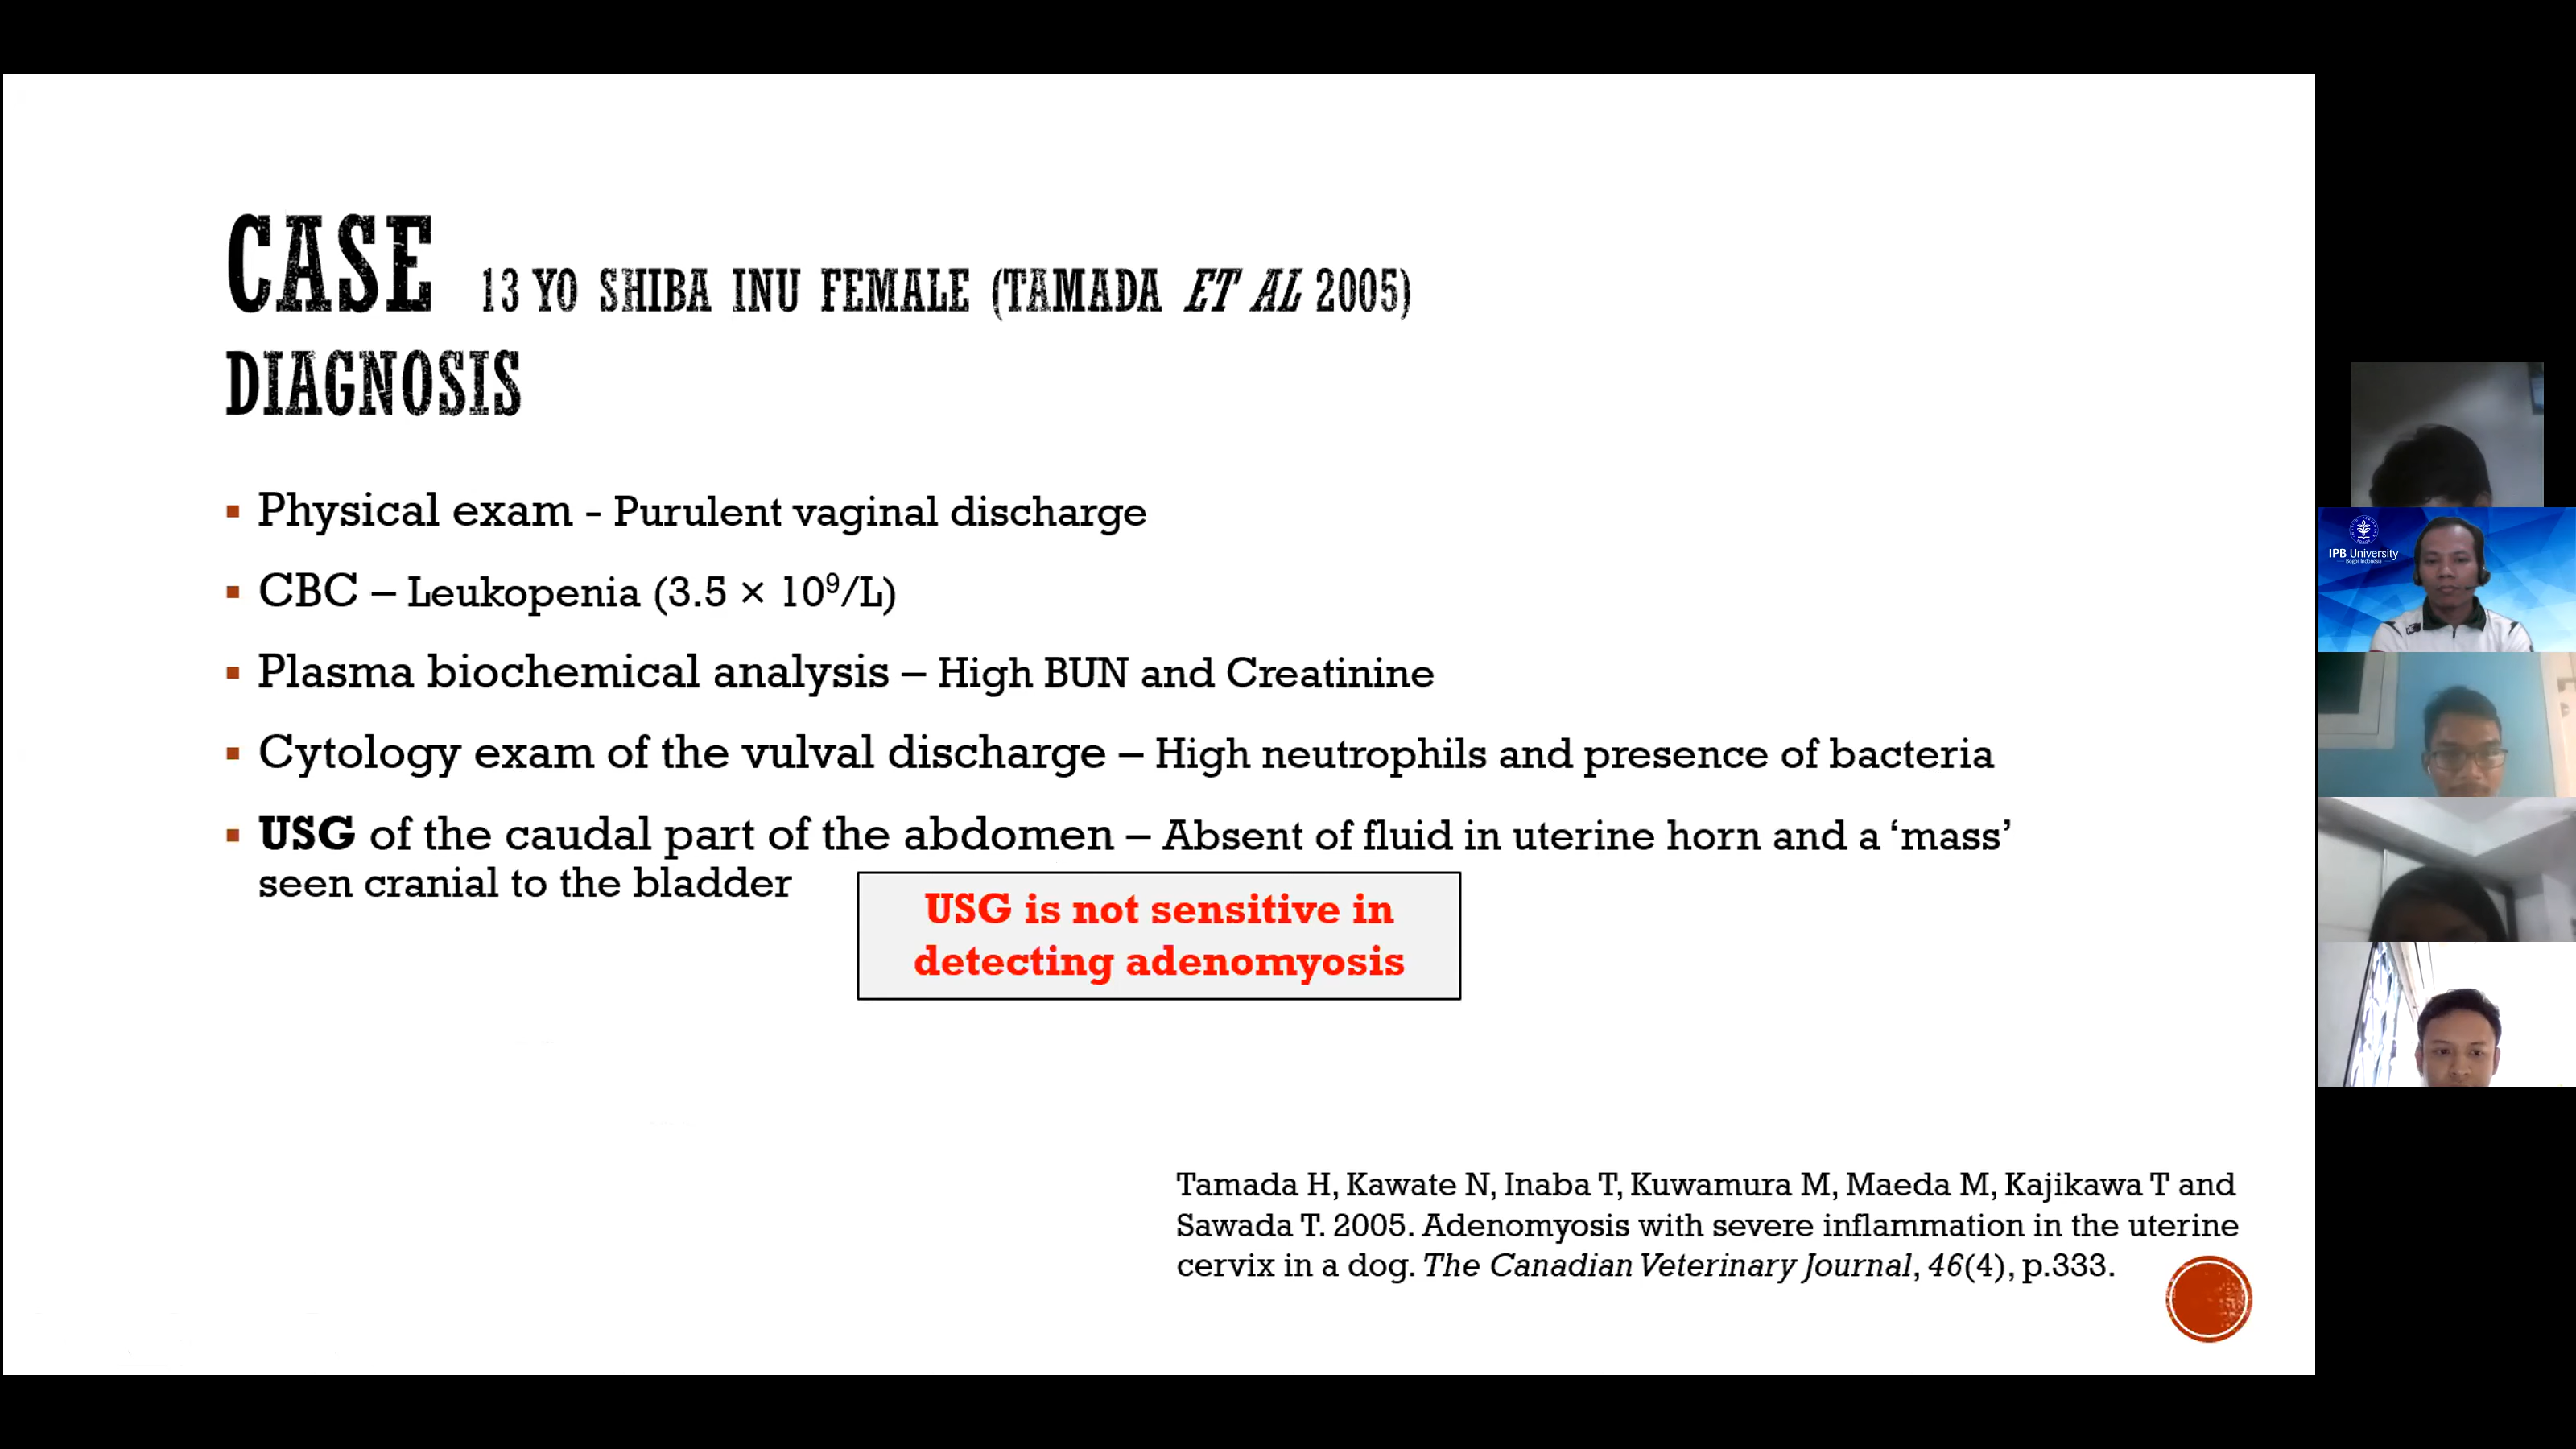 CASE 13 YO SHIBA INU FEMALE (TAMADA ET AL 2005)
DIAGNOSIS
▪ Physical exam - Purulent vaginal discharge
▪ CBC – Leukopenia (3.5 × 10⁹/L)
▪ Plasma biochemical analysis – High BUN and Creatinine
▪ Cytology exam of the vulval discharge – High neutrophils and presence of bacteria
▪ USG of the caudal part of the abdomen – Absent of fluid in uterine horn and a ‘mass’
seen cranial to the bladder
USG is not sensitive in
detecting adenomyosis
Tamada H, Kawate N, Inaba T, Kuwamura M, Maeda M, Kajikawa T and
Sawada T. 2005. Adenomyosis with severe inflammation in the uterine
cervix in a dog. The Canadian Veterinary Journal, 46(4), p.333.
IPB University
Bogor Indonesia